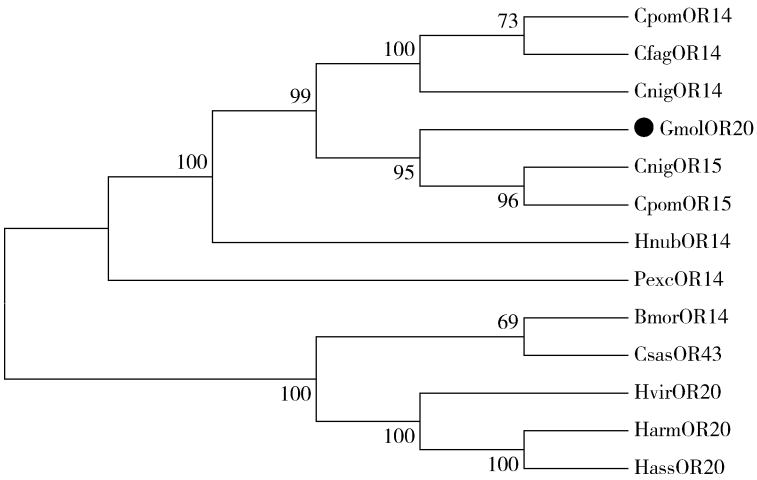 73
CpomOR14
100
CfagOR14
99
CnigOR14
GmolOR20
100
95
CnigOR15
96
CpomOR15
HnubOR14
PexcOR14
69
BmorOR14
CsasOR43
100
HvirOR20
100
HarmOR20
100
HassOR20